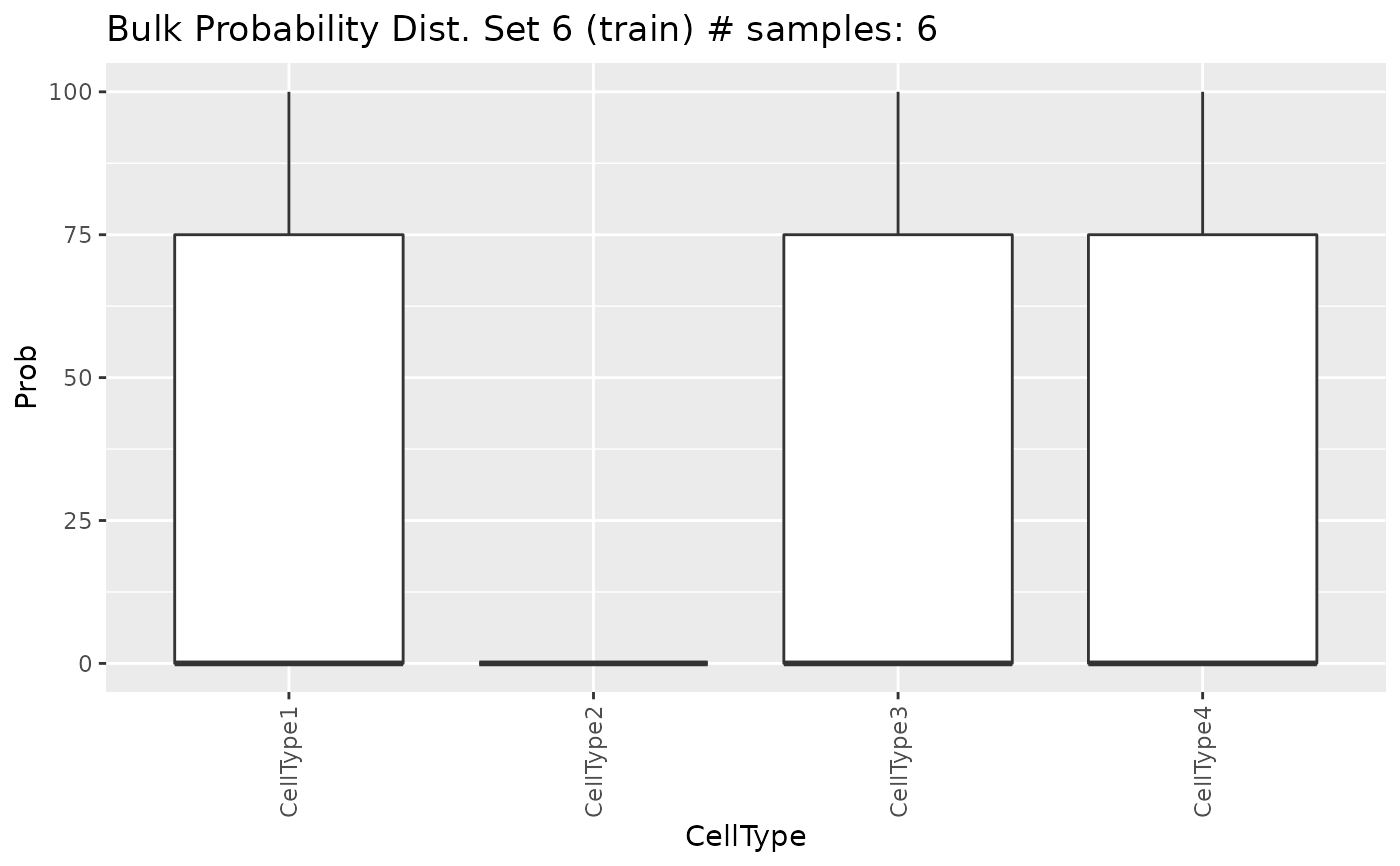 Bulk Probability Dist. Set 6 (train) # samples: 6
100
75
50
25
0
Prob
CellType1
CellType2
CellType3
CellType4
CellType